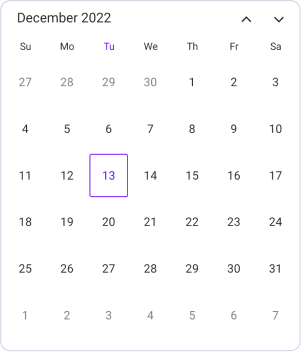 December 2022
Su Mo Tu We Th Fr Sa
27 28 29 30 1 2 3
4 5 6 7 8 9 10
11 12 13 14 15 16 17
18 19 20 21 22 23 24
25 26 27 28 29 30 31
1 2 3 4 5 6 7